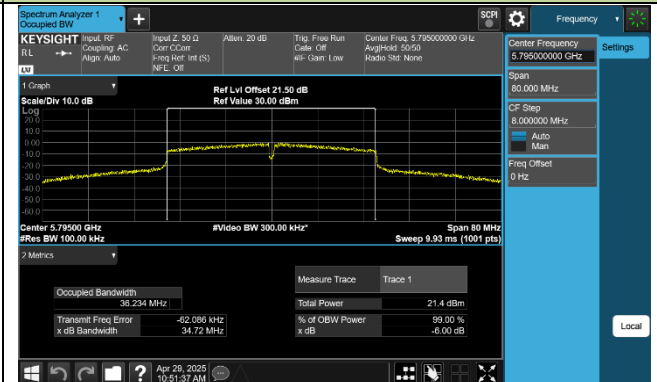 Spectrum Analyzer 1
Occupied BW
SCPI
Frequency
KEYSIGHT
RL
LXI
Input: RF
Coupling: AC
Align: Auto
Input Z: 50 Ω
Corr CCorr
Freq Ref: Int (S)
NFE: Off
Atten: 20 dB
Trig: Free Run
Gate: Off
#IF Gain: Low
Center Freq: 5.795000000 GHz
Avg|Hold: 50/50
Radio Std: None
Center Frequency
5.795000000 GHz
Settings
Span
80.000 MHz
CF Step
8.000000 MHz
Auto
Man
Freq Offset
0 Hz
1 Graph
Scale/Div 10.0 dB
Ref Lvl Offset 21.50 dB
Ref Value 30.00 dBm
Log
20.0
10.0
0.00
-10.0
-20.0
-30.0
-40.0
-50.0
-60.0
Center 5.79500 GHz
#Video BW 300.00 kHz*
Span 80 MHz
#Res BW 100.00 kHz
Sweep 9.93 ms (1001 pts)
2 Metrics
Measure Trace Trace 1
Occupied Bandwidth
36.234 MHz
Total Power 21.4 dBm
Transmit Freq Error -62.086 kHz
% of OBW Power 99.00 %
x dB Bandwidth 34.72 MHz
x dB -6.00 dB
Local
?
Apr 29, 2025
10:51:37 AM